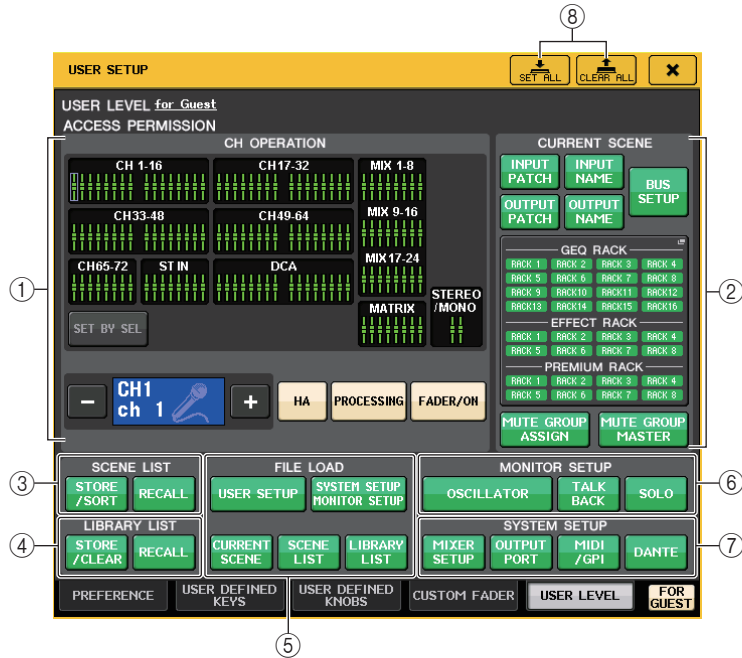 ⑧
USER SETUP
SET ALL
CLEAR ALL
USER LEVEL for Guest
ACCESS PERMISSION
①
CH OPERATION
CH 1-16
CH17-32
MIX 1-8
CH33-48
CH49-64
MIX 9-16
CH65-72
ST IN
DCA
MIX17-24
MATRIX
STEREO
/MONO
SET BY SEL
−
CH1
ch 1
+
HA
PROCESSING
FADER/ON
②
CURRENT SCENE
INPUT
PATCH
INPUT
NAME
BUS
SETUP
OUTPUT
PATCH
OUTPUT
NAME
GEQ RACK
RACK 1 RACK 2 RACK 3 RACK 4
RACK 5 RACK 6 RACK 7 RACK 8
RACK 9 RACK10 RACK11 RACK12
RACK13 RACK14 RACK15 RACK16
EFFECT RACK
RACK 1 RACK 2 RACK 3 RACK 4
RACK 5 RACK 6 RACK 7 RACK 8
PREMIUM RACK
RACK 1 RACK 2 RACK 3 RACK 4
RACK 5 RACK 6 RACK 7 RACK 8
MUTE GROUP
ASSIGN
MUTE GROUP
MASTER
③
SCENE LIST
STORE
/SORT
RECALL
④
LIBRARY LIST
STORE
/CLEAR
RECALL
FILE LOAD
USER SETUP
SYSTEM SETUP
MONITOR SETUP
CURRENT
SCENE
SCENE
LIST
LIBRARY
LIST
⑤
⑥
MONITOR SETUP
OSCILLATOR
TALK
BACK
SOLO
⑦
SYSTEM SETUP
MIXER
SETUP
OUTPUT
PORT
MIDI
/GPI
DANTE
PREFERENCE
USER DEFINED
KEYS
USER DEFINED
KNOBS
CUSTOM FADER
USER LEVEL
FOR
GUEST